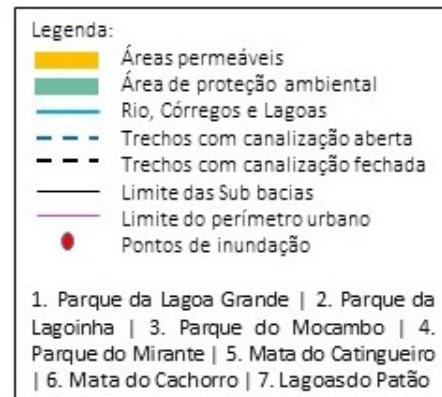 Legenda:
Áreas permeáveis
Área de proteção ambiental
Rio, Córregos e Lagoas
Trechos com canalização aberta
Trechos com canalização fechada
Limite das Sub bacias
Limite do perímetro urbano
Pontos de inundação
1. Parque da Lagoa Grande | 2. Parque da
Lagoinha | 3. Parque do Mocambo | 4.
Parque do Mirante | 5. Mata do Catingueiro
| 6. Mata do Cachorro | 7. Lagoasdo Patão